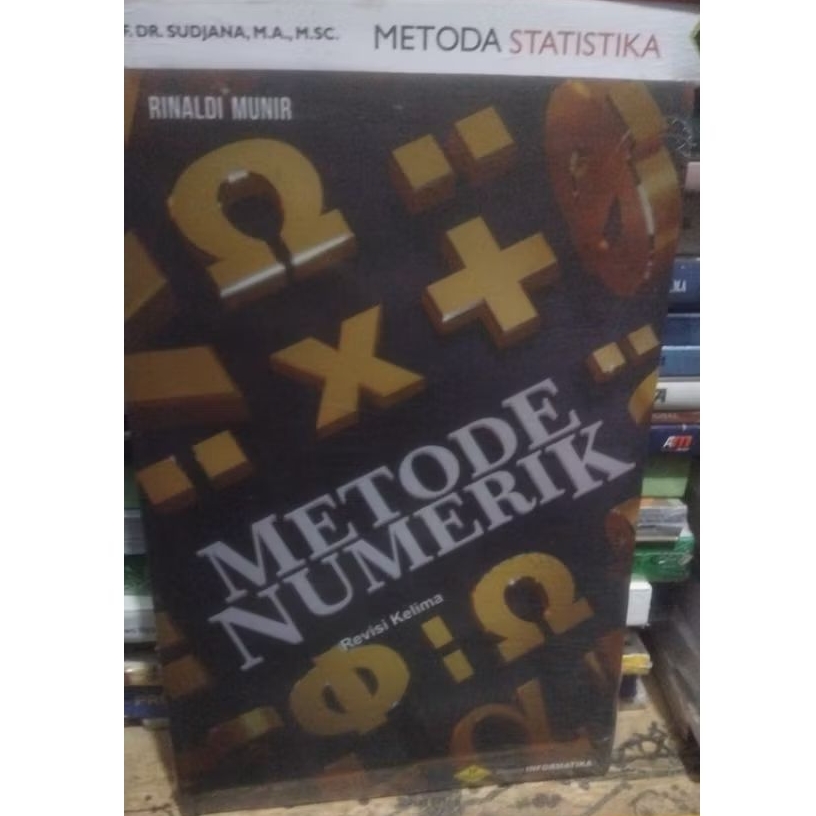 F. DR. SUDJANA, M.A., M.SC. METODA STATISTIKA
RINALDI MUNIR
METODE
NUMERIK
Revisi Kelima
INFORMATIKA